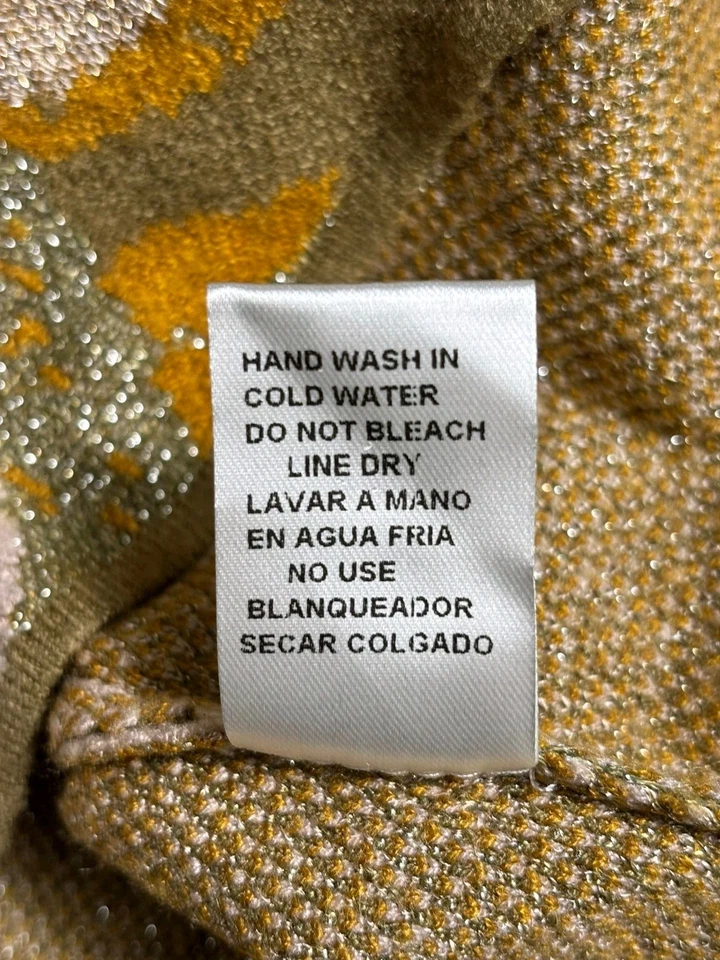 HAND WASH IN
COLD WATER
DO NOT BLEACH
LINE DRY
LAVAR A MANO
EN AGUA FRIA
NO USE
BLANQUEADOR
SECAR COLGADO